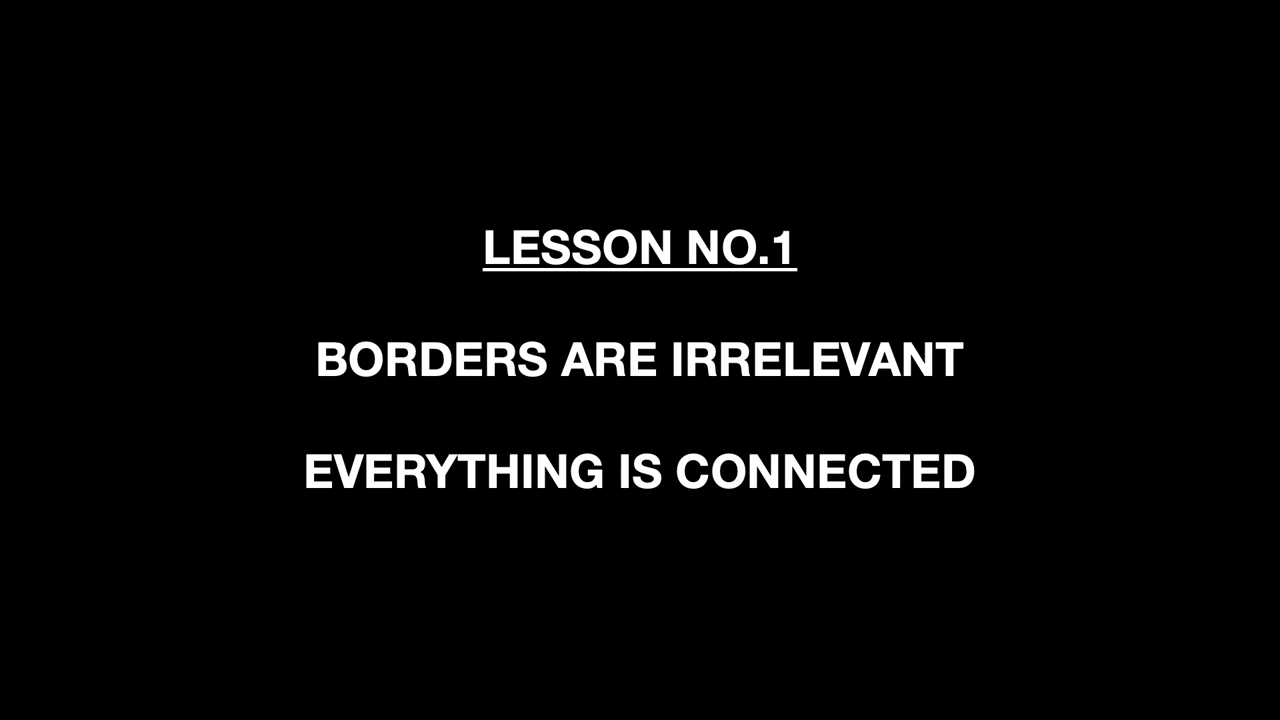 LESSON NO.1
BORDERS ARE IRRELEVANT
EVERYTHING IS CONNECTED